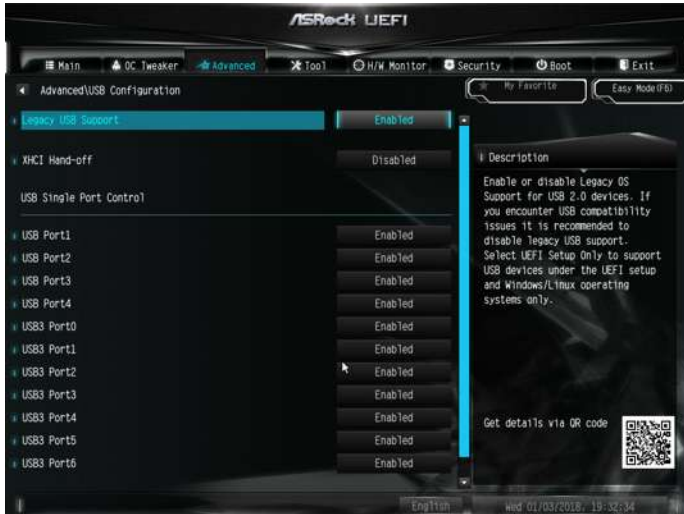 ASRock UEFI
Main OC Tweaker Advanced Tool H/W Monitor Security Boot Exit
Advanced\USB Configuration
My Favorite Easy Mode(F6)
Legacy USB Support Enabled
XHCI Hand-off Disabled
USB Single Port Control
USB Port1 Enabled
USB Port2 Enabled
USB Port3 Enabled
USB Port4 Enabled
USB3 Port0 Enabled
USB3 Port1 Enabled
USB3 Port2 Enabled
USB3 Port3 Enabled
USB3 Port4 Enabled
USB3 Port5 Enabled
USB3 Port6 Enabled
Description
Enable or disable Legacy OS
Support for USB 2.0 devices. If
you encounter USB compatibility
issues it is recommended to
disable legacy USB support.
Select UEFI Setup Only to support
USB devices under the UEFI setup
and Windows/Linux operating
systems only.
Get details via QR code
English
Wed 01/03/2018, 19:32:34